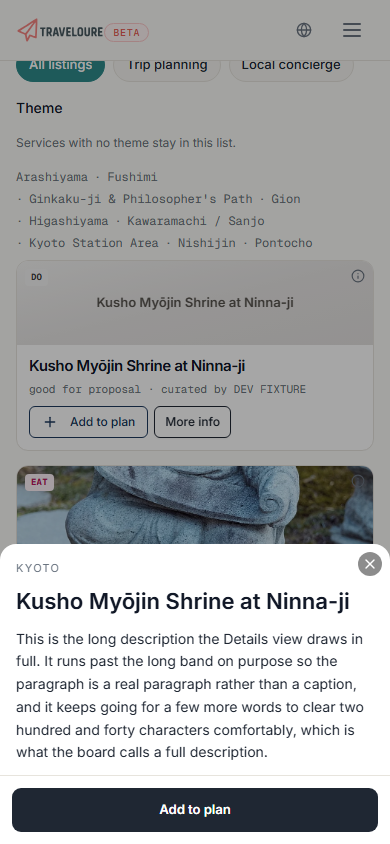 TRAVELOURE BETA
All listings Trip planning Local concierge
Theme
Services with no theme stay in this list.
Arashiyama · Fushimi
· Ginkaku-ji & Philosopher's Path · Gion
· Higashiyama · Kawaramachi / Sanjo
· Kyoto Station Area · Nishijin · Pontocho
DO
Kusho Myōjin Shrine at Ninna-ji
Kusho Myōjin Shrine at Ninna-ji
good for proposal · curated by DEV FIXTURE
+ Add to plan More info
EAT
KYOTO
Kusho Myōjin Shrine at Ninna-ji
This is the long description the Details view draws in
full. It runs past the long band on purpose so the
paragraph is a real paragraph rather than a caption,
and it keeps going for a few more words to clear two
hundred and forty characters comfortably, which is
what the board calls a full description.
Add to plan